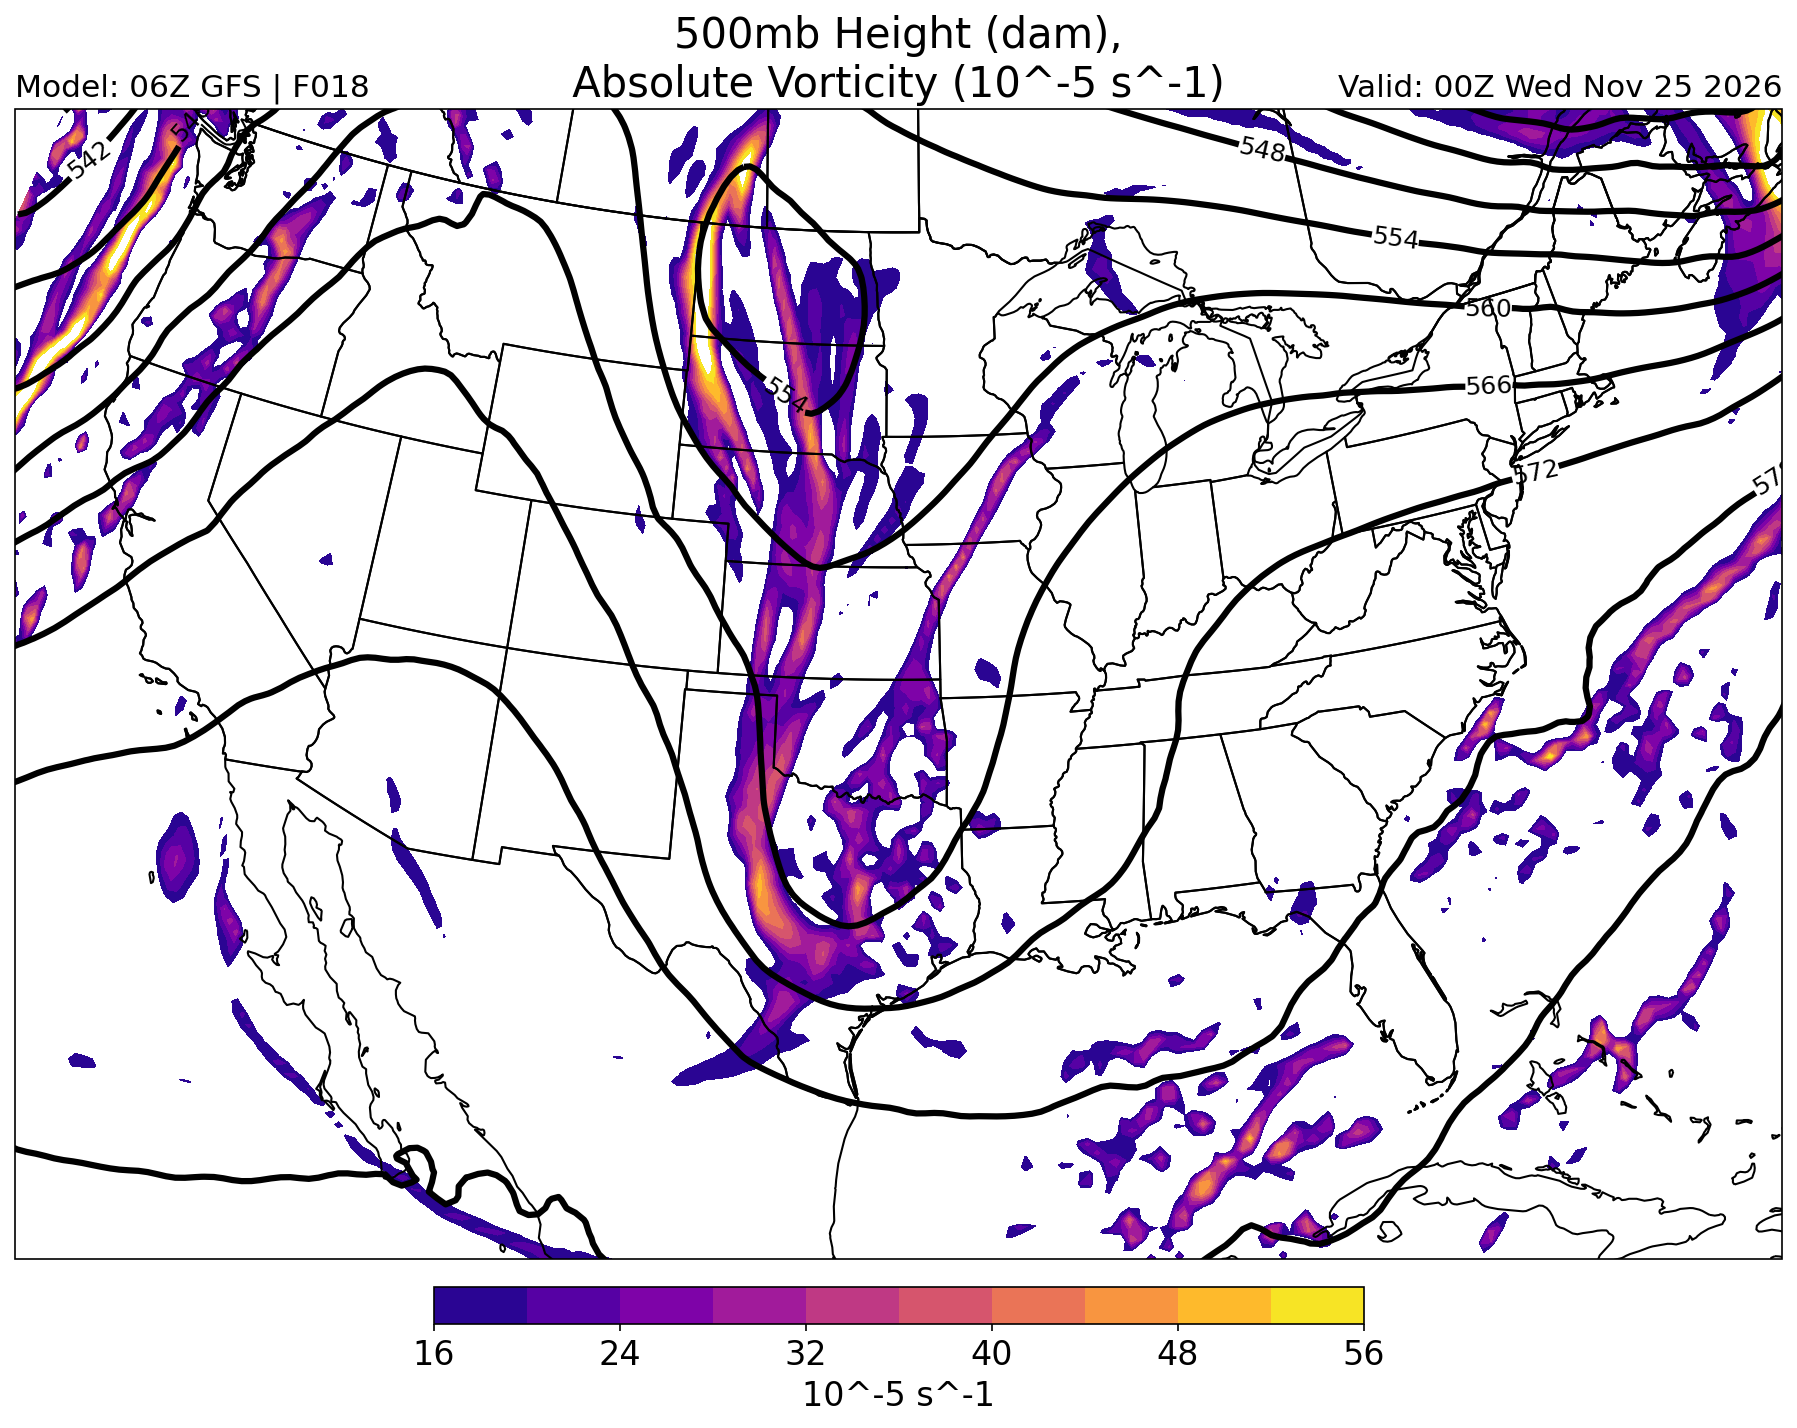 500mb Height (dam),
Model: 06Z GFS | F018
Absolute Vorticity (10^-5 s^-1)
Valid: 00Z Wed Nov 25 2026
542
548
554
560
566
572
554
16
24
32
40
48
56
10^-5 s^-1